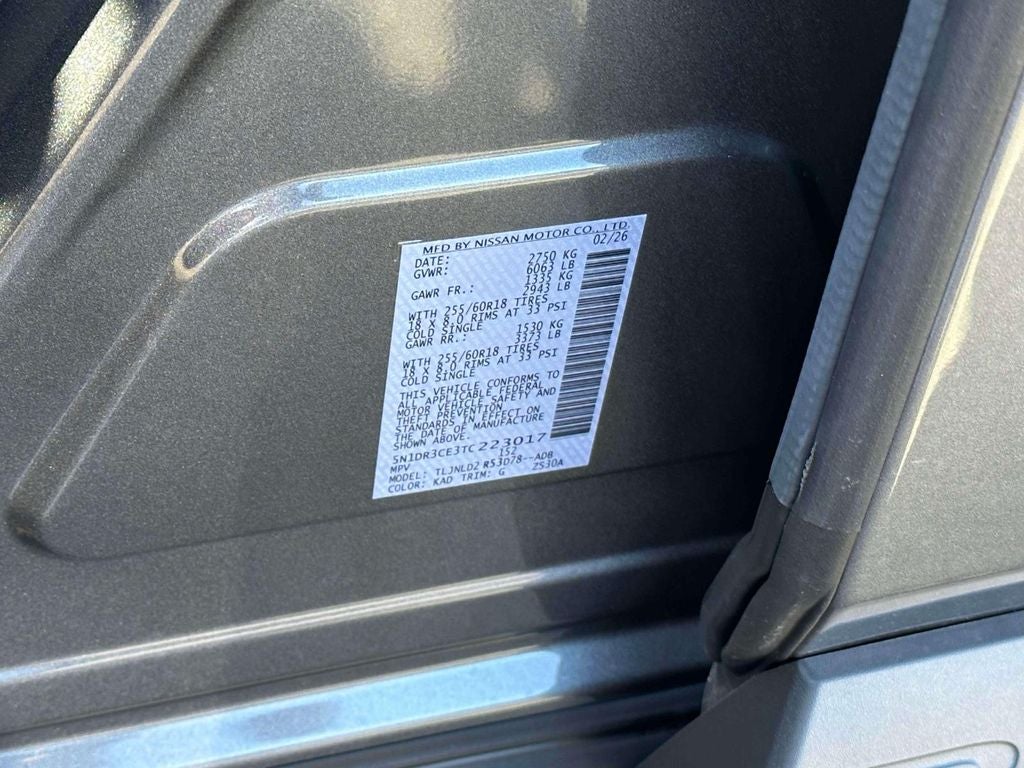 MFD BY NISSAN MOTOR CO., LTD.
DATE: 02/26
GVWR: 2750 KG
6063 LB
GAWR FR.: 1335 KG
2943 LB
WITH 255/60R18 TIRES
18 X 8.0 RIMS AT 33 PSI
COLD SINGLE
GAWR RR.: 1530 KG
3373 LB
WITH 255/60R18 TIRES
18 X 8.0 RIMS AT 33 PSI
COLD SINGLE
THIS VEHICLE CONFORMS TO
ALL APPLICABLE FEDERAL
MOTOR VEHICLE SAFETY AND
THEFT PREVENTION
STANDARDS IN EFFECT ON
THE DATE OF MANUFACTURE
SHOWN ABOVE.
5N1DR3CE3TC223017
MPV 152
MODEL: TLJNLD2 R53D78--ADB
COLOR: KAD TRIM: G ZS30A